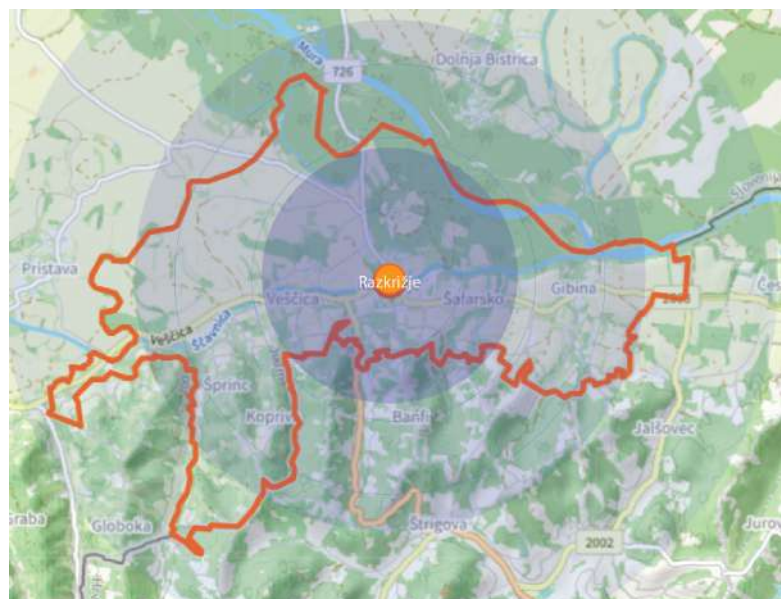 Mura
726
Dolnja Bistrica
Pristava
Razkrižje
Veščica
Šafarsko
Gibina
Veščica
Ščavnica
Šprinc
Kopriv
Banfi
Jalšovec
Globoka
Štrigova
2002